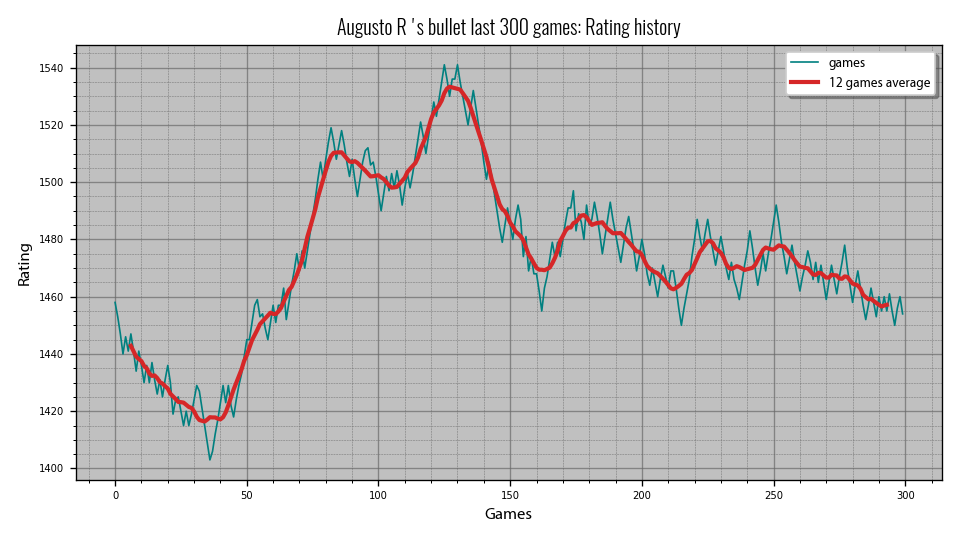 Augusto R 's bullet last 300 games: Rating history
games
12 games average
Rating
1540
1520
1500
1480
1460
1440
1420
1400
0 50 100 150 200 250 300
Games